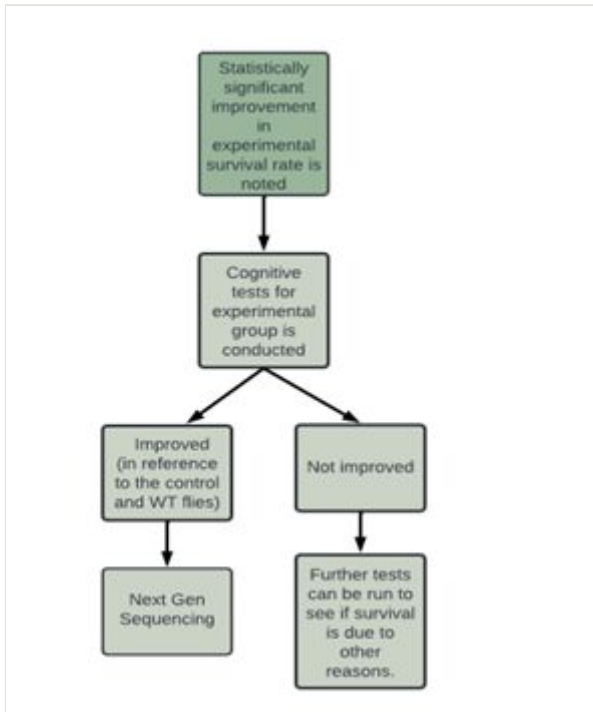 Statistically
significant
improvement
in
experimental
survival rate is
noted
Cognitive
tests for
experimental
group is
conducted
Improved
(in reference
to the control
and WT flies)
Not improved
Next Gen
Sequencing
Further tests
can be run to
see if survival
is due to
other
reasons.